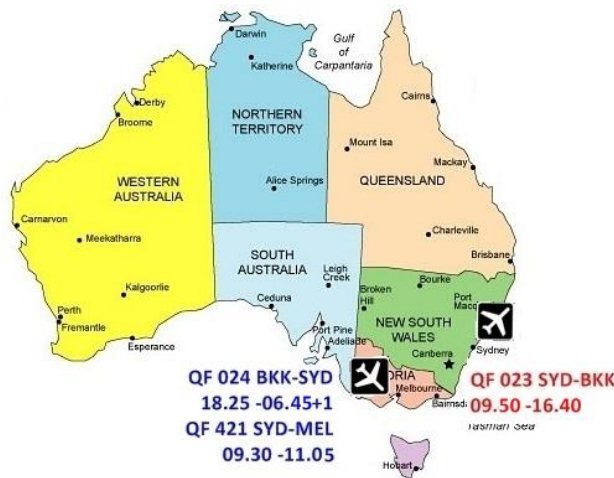 Darwin
Gulf
of
Carpantaria
Katherine
Derby
Broome
NORTHERN
TERRITORY
Cairns
Mount Isa
Mackay
WESTERN
AUSTRALIA
Alice Springs
QUEENSLAND
Carnarvon
Meekatharra
Charleville
Brisbane
SOUTH
AUSTRALIA
Leigh
Creek
Kalgoorlie
Ceduna
Broken
Hill
Bourke
Port
Perth
Fremantle
Esperance
Port Pine
Adeliade
NEW SOUTH
WALES
Canberra
Sydney
QF 024 BKK-SYD
18.25 -06.45+1
QF 421 SYD-MEL
09.30 -11.05
Melbourne
QF 023 SYD-BKK
09.50 -16.40
Tasman Sea
Hobart